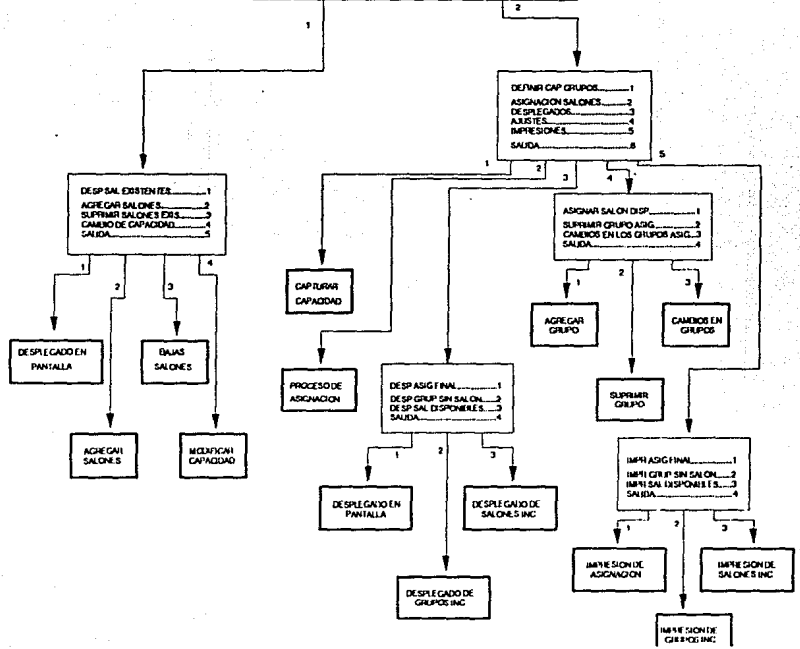 1
2
DEFINIR CAP GRUPOS.........1
ASIGNACION SALONES.......2
DESPLEGADOS.................3
AJUSTES.......................4
IMPRESIONES..................5
SALIDA.........................6
1
2
3
4
5
DESP SAL EXISTENTES.........1
AGREGAR SALONES...........2
SUPRIMIR SALONES EXIS......3
CAMBIO DE CAPACIDAD.......4
SALIDA.........................5
1
2
3
4
ASIGNAR SALON DISP.........1
SUPRIMIR GRUPO ASIG.......2
CAMBIOS EN LOS GRUPOS ASIG...3
SALIDA.........................4
1
2
3
CAPTURAR
CAPACIDAD
AGREGAR
GRUPO
CAMBIOS EN
GRUPOS
DESPLEGADO EN
PANTALLA
BAJAS
SALONES
PROCESO DE
ASIGNACION
SUPRIMIR
GRUPO
DESP ASIG FINAL..............1
DESP GRUP SIN SALON........2
DESP SAL DISPONIBLES.......3
SALIDA.........................4
1
2
3
AGREGAR
SALONES
MODIFICAR
CAPACIDAD
IMPR ASIG FINAL..............1
IMPR GRUP SIN SALON........2
IMPR SAL DISPONIBLES.......3
SALIDA.........................4
1
2
3
DESPLEGADO EN
PANTALLA
DESPLEGADO DE
SALONES INC
IMPRESION DE
ASIGNACION
IMPRESION DE
SALONES INC
DESPLEGADO DE
GRUPOS INC
IMPRESION DE
GRUPOS INC